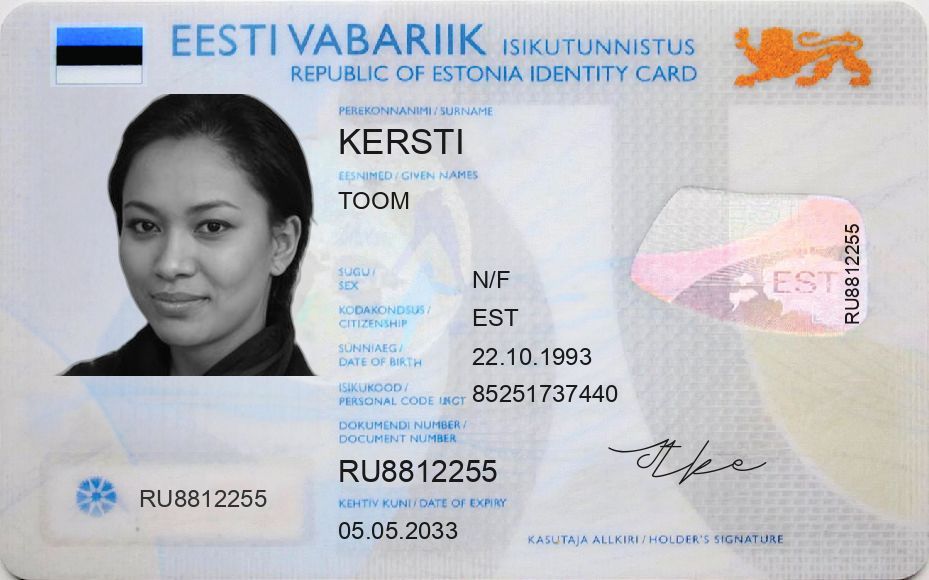 EESTI VABARIIK ISIKUTUNNISTUS
REPUBLIC OF ESTONIA IDENTITY CARD
PEREKONNANIMI / SURNAME
KERSTI
EESNIMED / GIVEN NAMES
TOOM
SUGU /
SEX
N/F
KODAKONDSUS /
CITIZENSHIP
EST
SÜNNIAEG /
DATE OF BIRTH
22.10.1993
ISIKUKOOD /
PERSONAL CODE
85251737440
DOKUMENDI NUMBER /
DOCUMENT NUMBER
RU8812255
KEHTIV KUNI / DATE OF EXPIRY
05.05.2033
RU8812255
EST
RU8812255
KASUTAJA ALLKIRI / HOLDER'S SIGNATURE